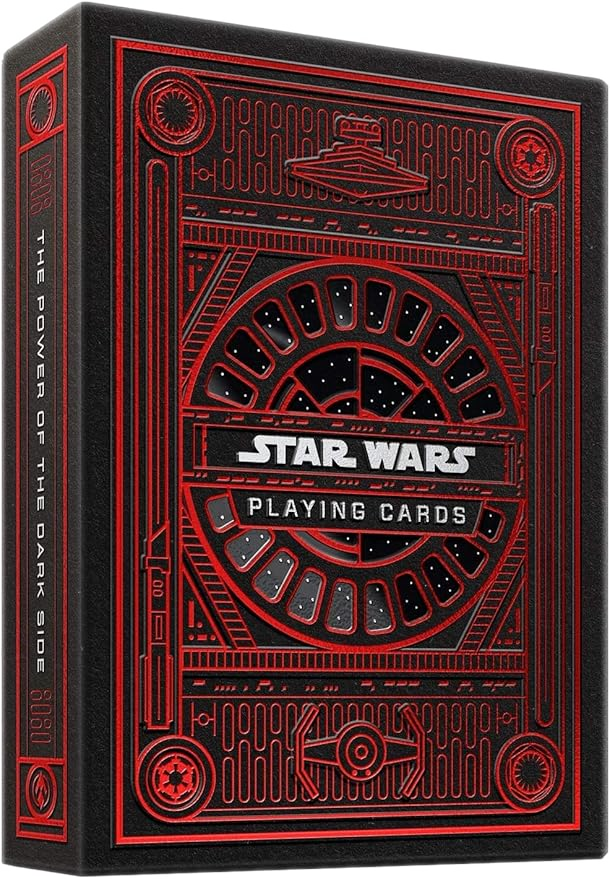 THE POWER OF THE DARK SIDE
STAR WARS
PLAYING CARDS